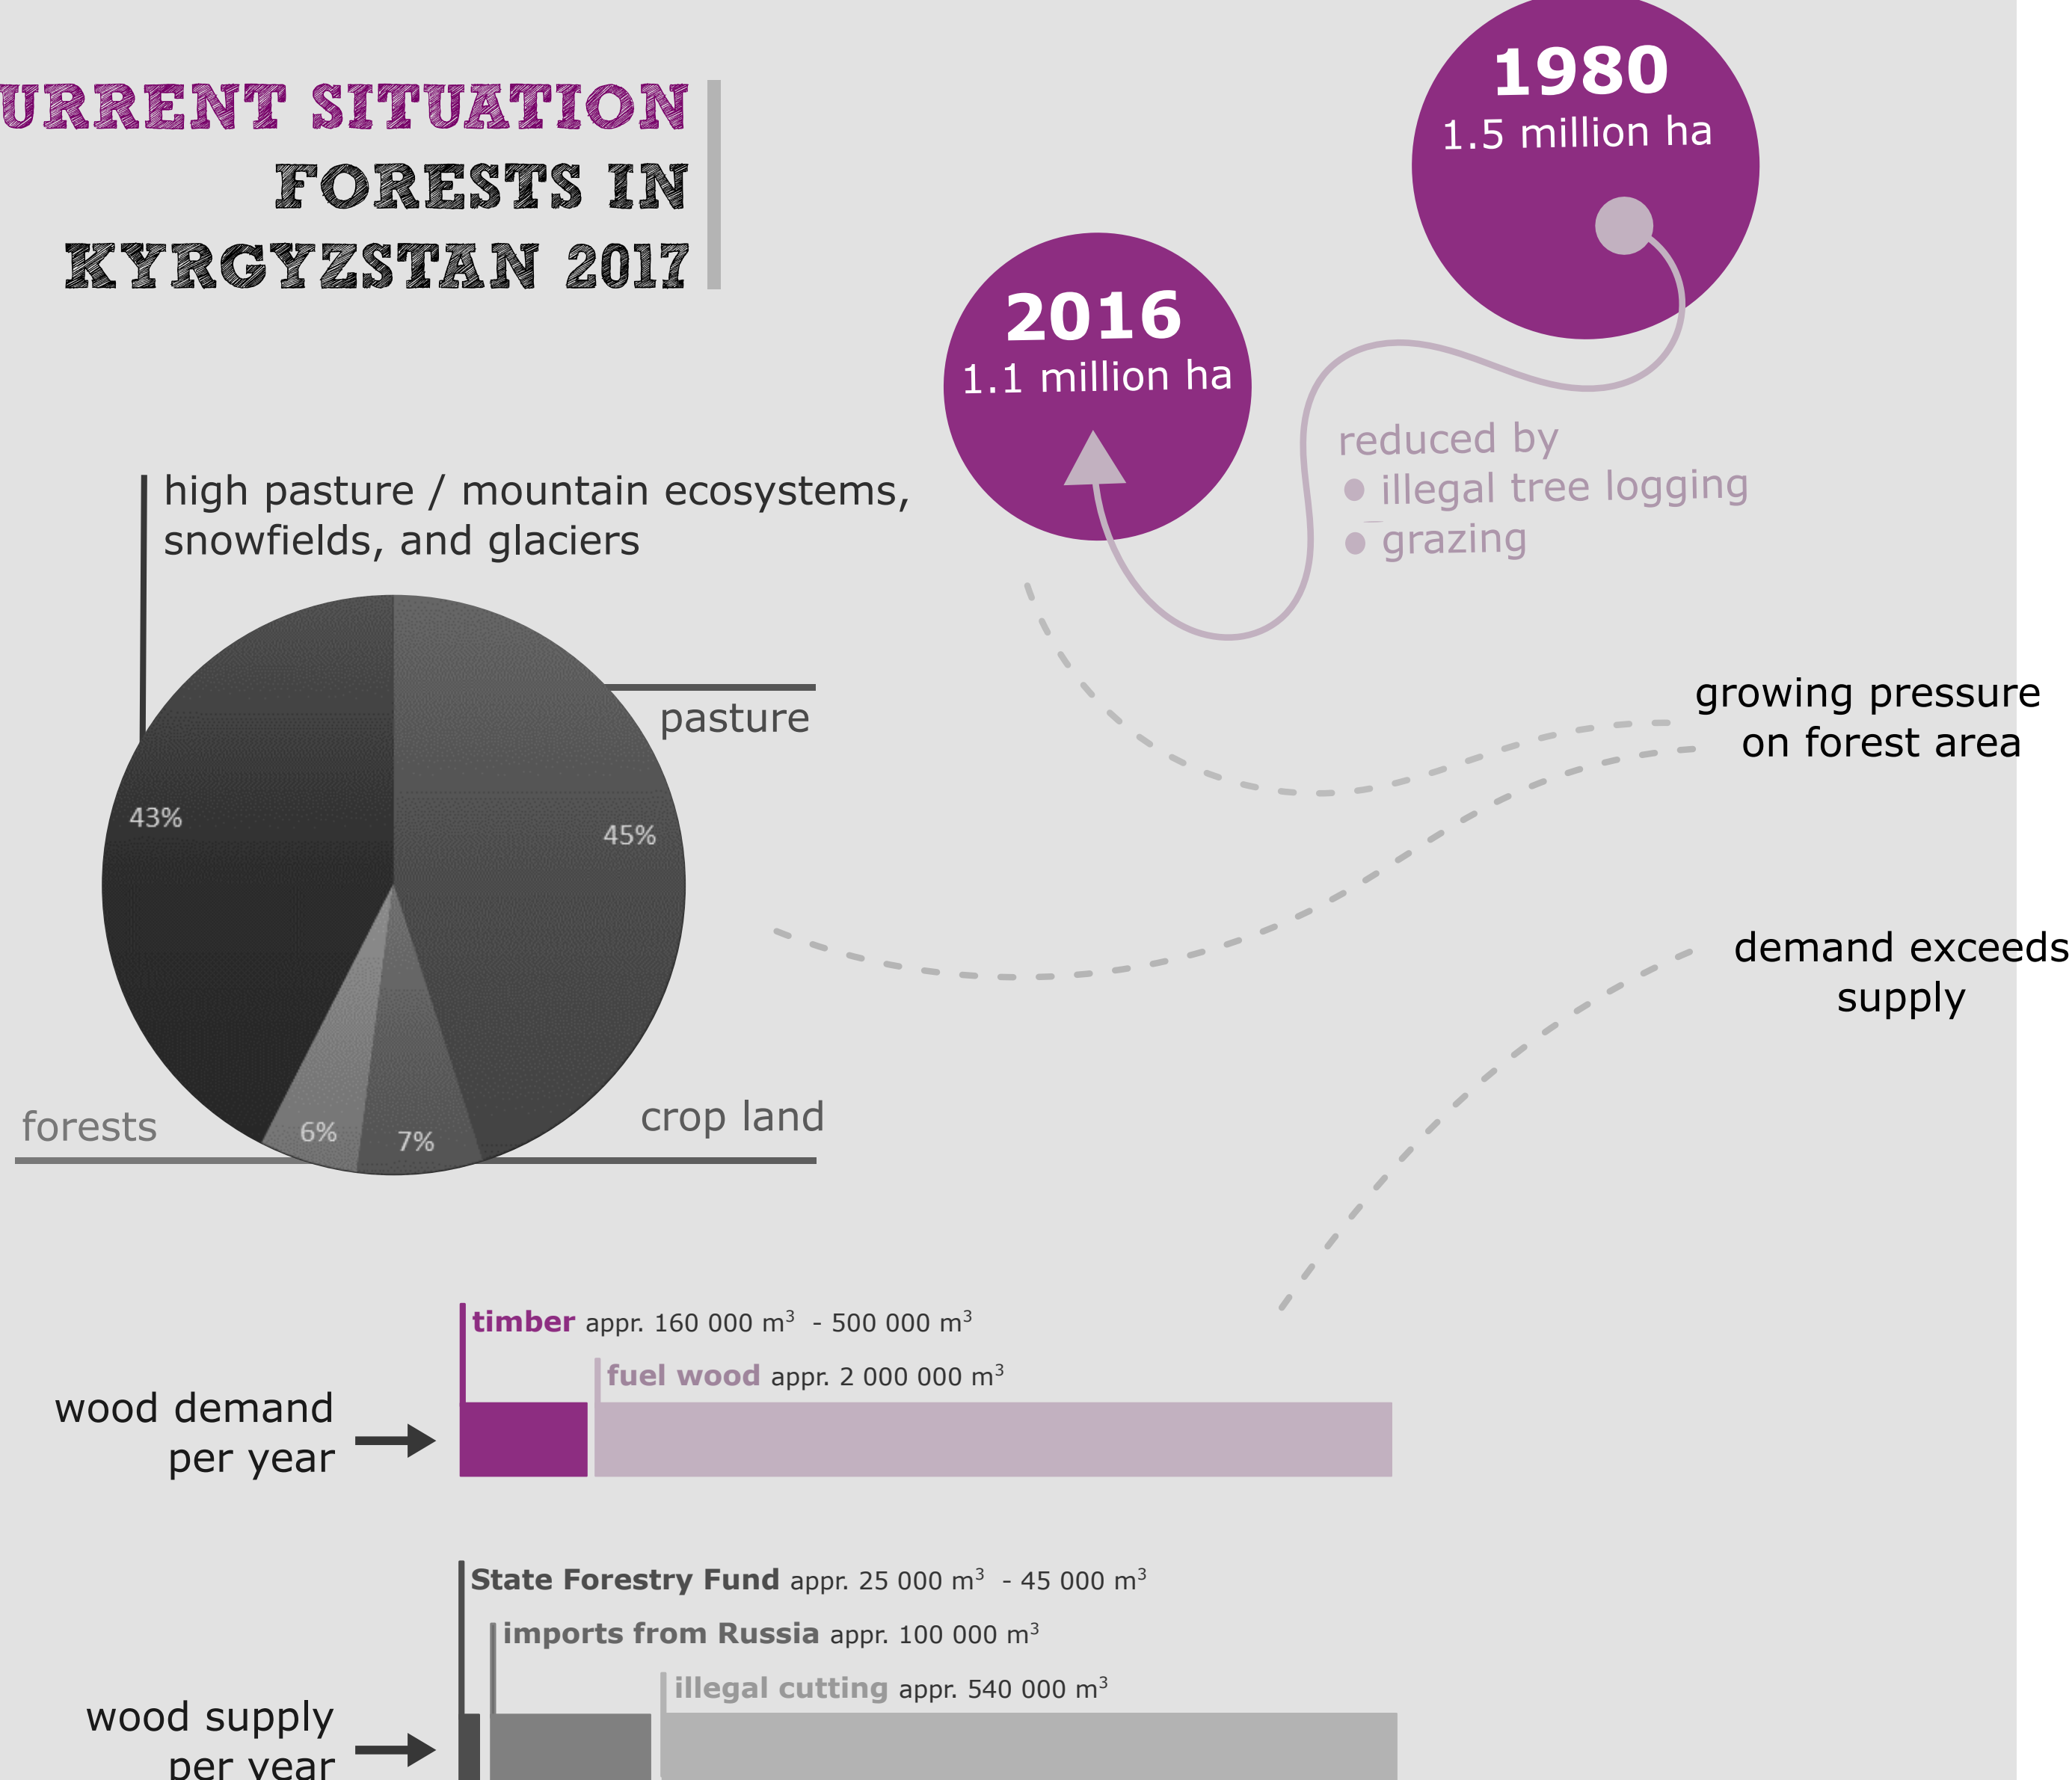 URRENT SITUATION
FORESTS IN
KYRGYZSTAN 2017
1980
1.5 million ha
2016
1.1 million ha
reduced by
illegal tree logging
grazing
high pasture / mountain ecosystems,
snowfields, and glaciers
pasture
43%
45%
forests
6%
7%
crop land
growing pressure
on forest area
demand exceeds
supply
timber appr. 160 000 m³ - 500 000 m³
fuel wood appr. 2 000 000 m³
wood demand
per year
State Forestry Fund appr. 25 000 m³ - 45 000 m³
imports from Russia appr. 100 000 m³
illegal cutting appr. 540 000 m³
wood supply
per year